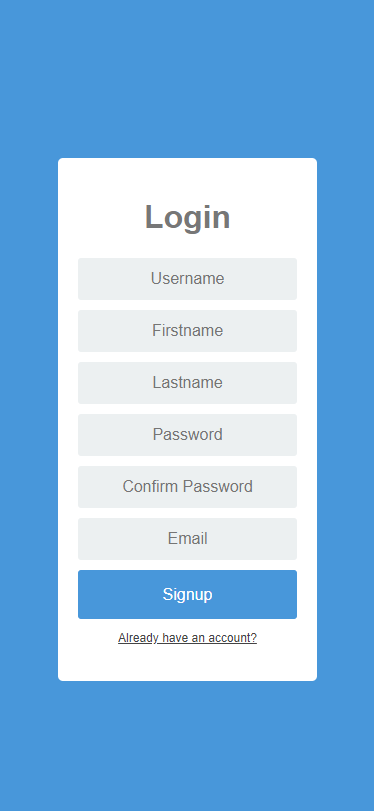 Login
Username
Firstname
Lastname
Password
Confirm Password
Email
Signup
Already have an account?